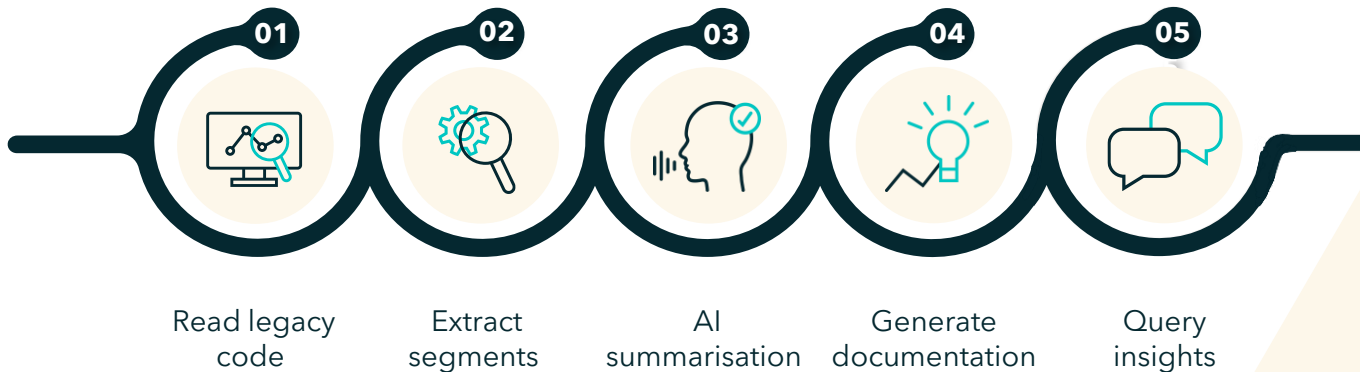 01
02
03
04
05
Read legacy
code
Extract
segments
AI
summarisation
Generate
documentation
Query
insights